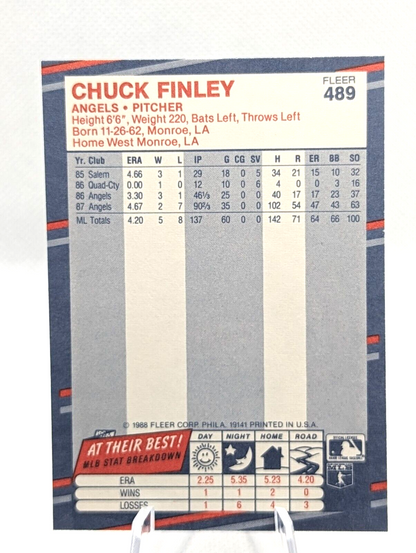 CHUCK FINLEY
FLEER
489
ANGELS • PITCHER
Height 6'6", Weight 220, Bats Left, Throws Left
Born 11-26-62, Monroe, LA
Home West Monroe, LA
Yr. Club ERA W L IP G CG SV H R ER BB SO
85 Salem 4.66 3 1 29 18 0 5 34 21 15 10 32
86 Quad-Cty 0.00 1 0 12 10 0 6 4 0 0 3 16
86 Angels 3.30 3 1 46⅓ 25 0 0 40 17 17 23 37
87 Angels 4.67 2 7 90⅔ 35 0 0 102 54 47 43 63
ML Totals 4.20 5 8 137 60 0 0 142 71 64 66 100
© 1988 FLEER CORP. PHILA. 19141 PRINTED IN U.S.A.
AT THEIR BEST!
MLB STAT BREAKDOWN
DAY NIGHT HOME ROAD
ERA 2.25 5.35 5.23 4.20
WINS 1 1 2 0
LOSSES 1 6 4 3